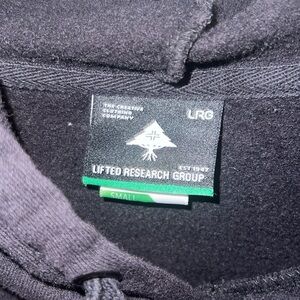 THE CREATIVE
CLOTHING
COMPANY
LRG
EST 1947
LIFTED RESEARCH GROUP
SMALL